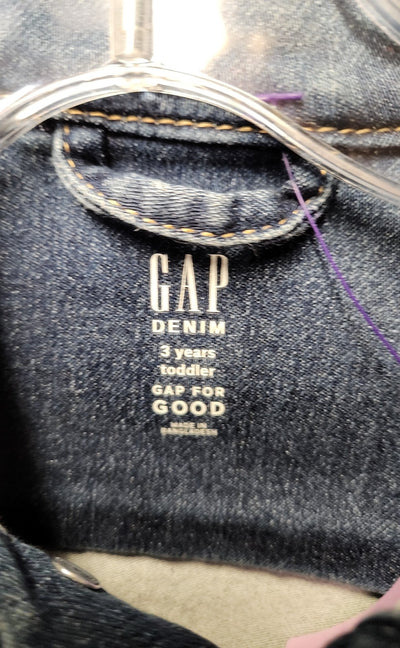 GAP
DENIM
3 years
toddler
GAP FOR
GOOD
MADE IN
BANGLADESH